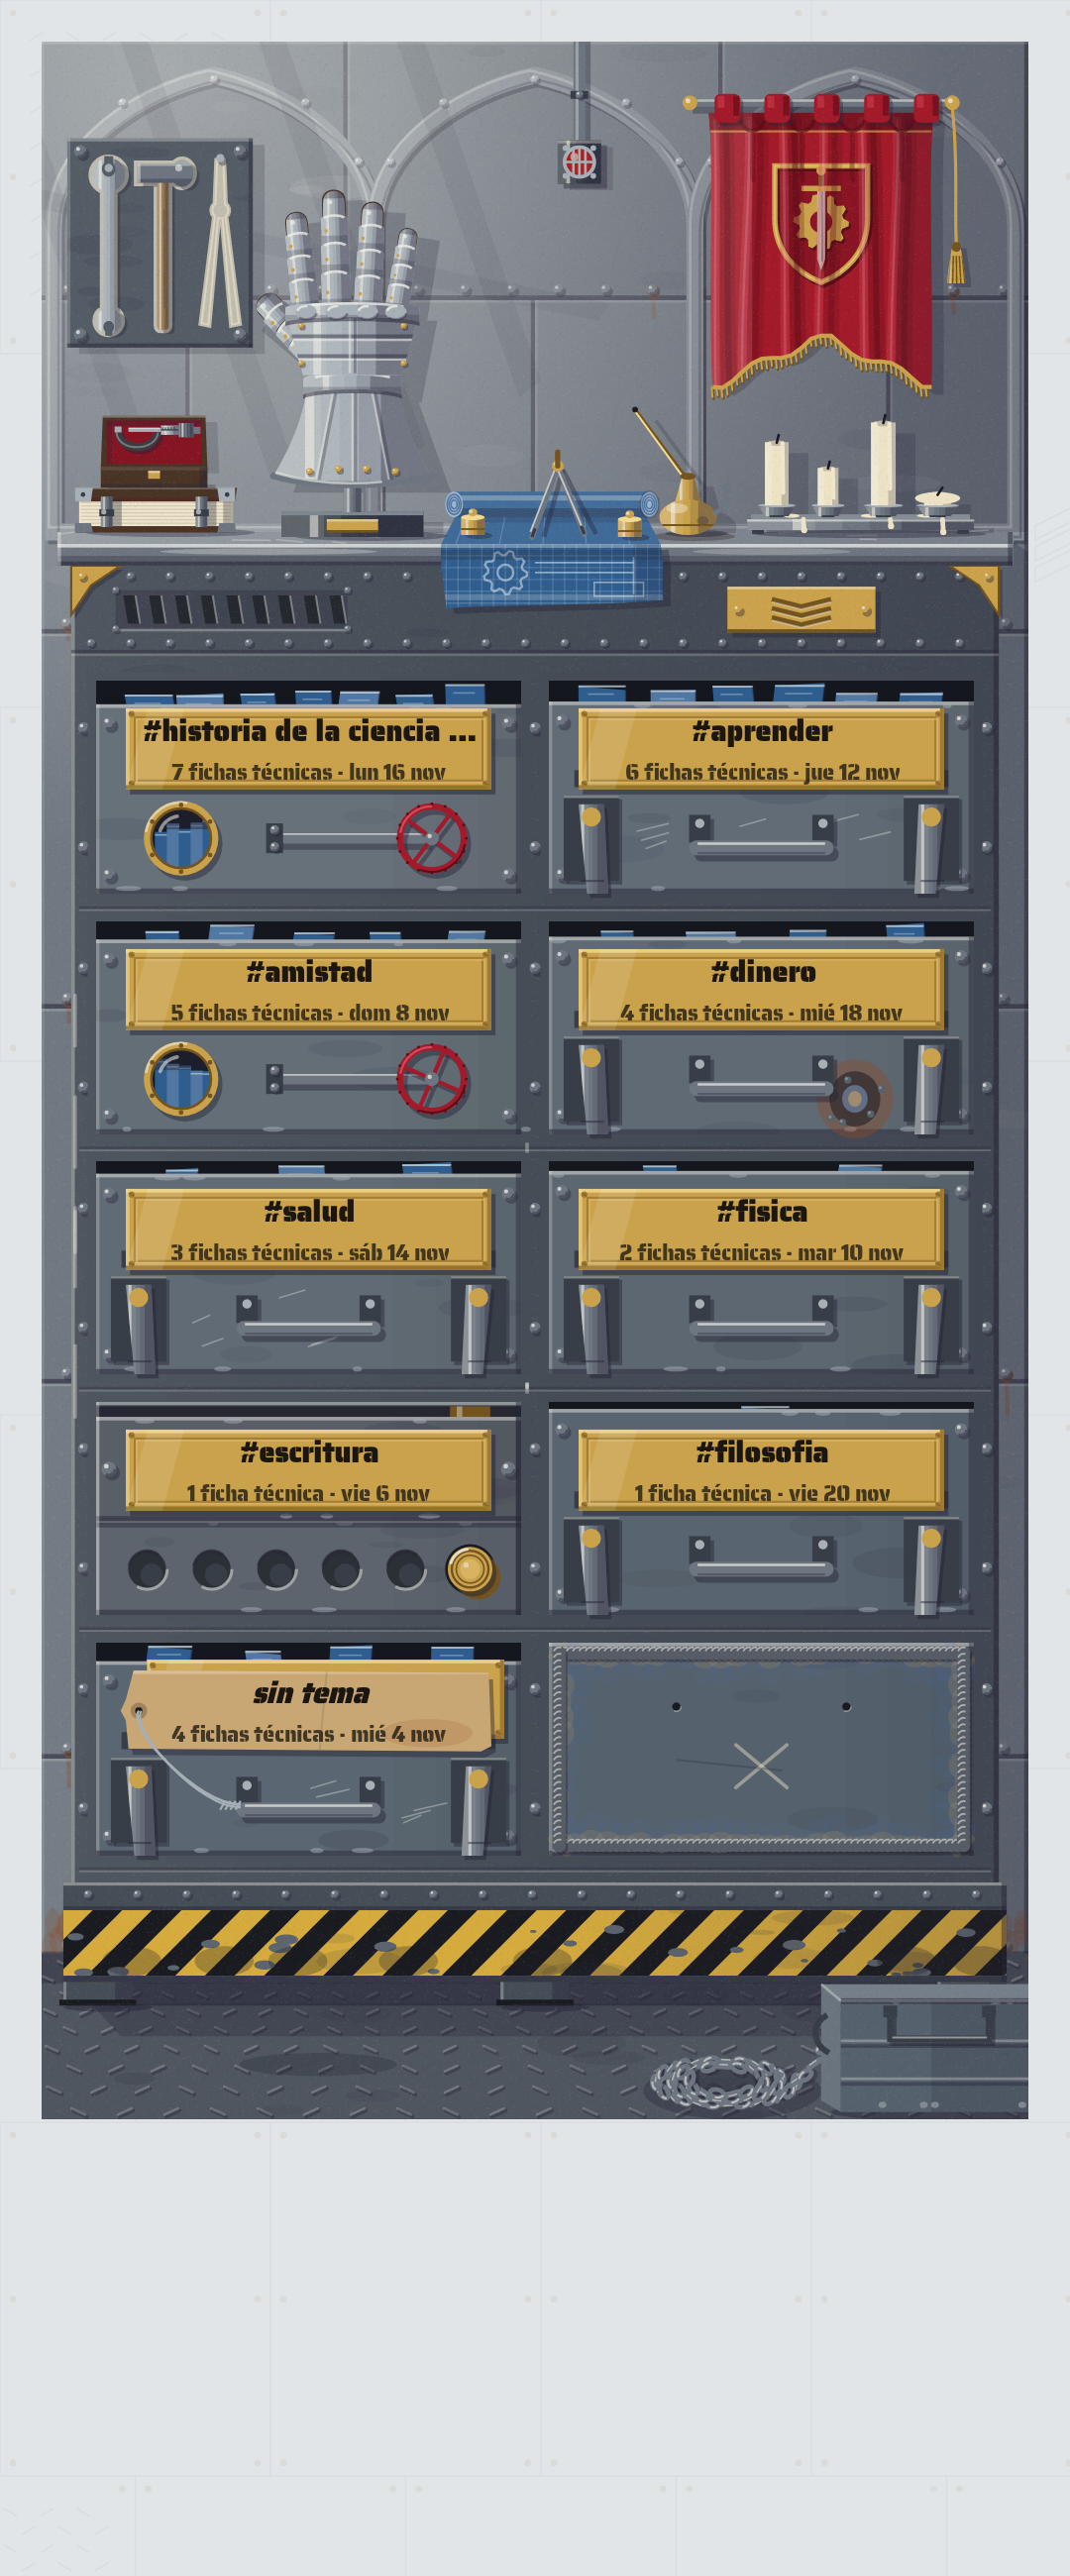 #historia de la ciencia ...
7 fichas técnicas - lun 16 nov
#aprender
6 fichas técnicas - jue 12 nov
#amistad
5 fichas técnicas - dom 8 nov
#dinero
4 fichas técnicas - mié 18 nov
#salud
3 fichas técnicas - sáb 14 nov
#fisica
2 fichas técnicas - mar 10 nov
#escritura
1 ficha técnica - vie 6 nov
#filosofia
1 ficha técnica - vie 20 nov
sin tema
4 fichas técnicas - mié 4 nov